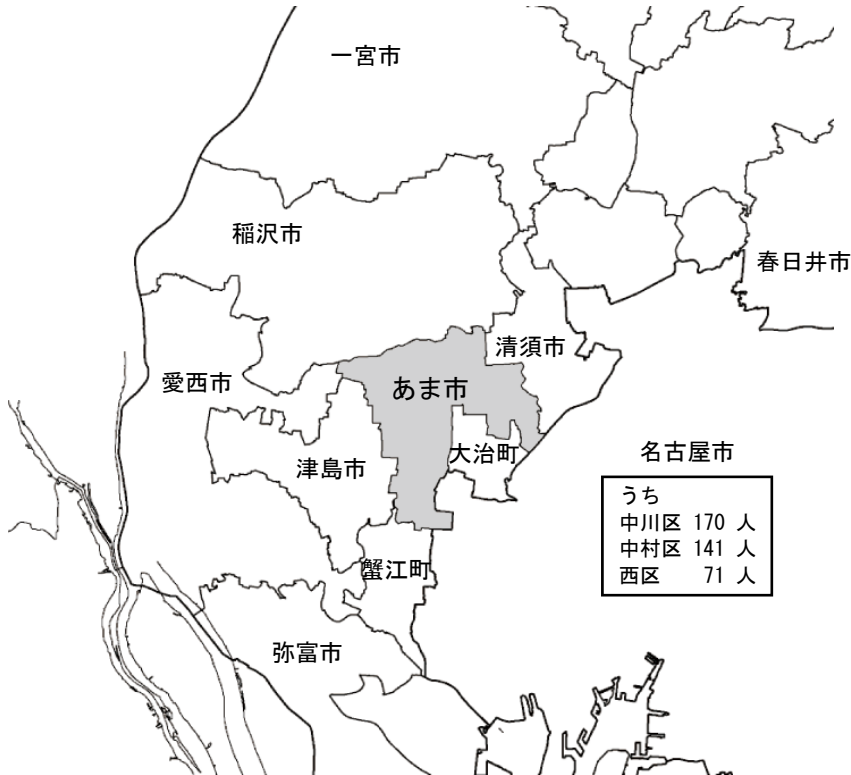 一宮市
稲沢市
春日井市
清須市
愛西市
あま市
津島市
大治町
名古屋市
うち
中川区 170 人
中村区 141 人
西区 71 人
蟹江町
弥富市